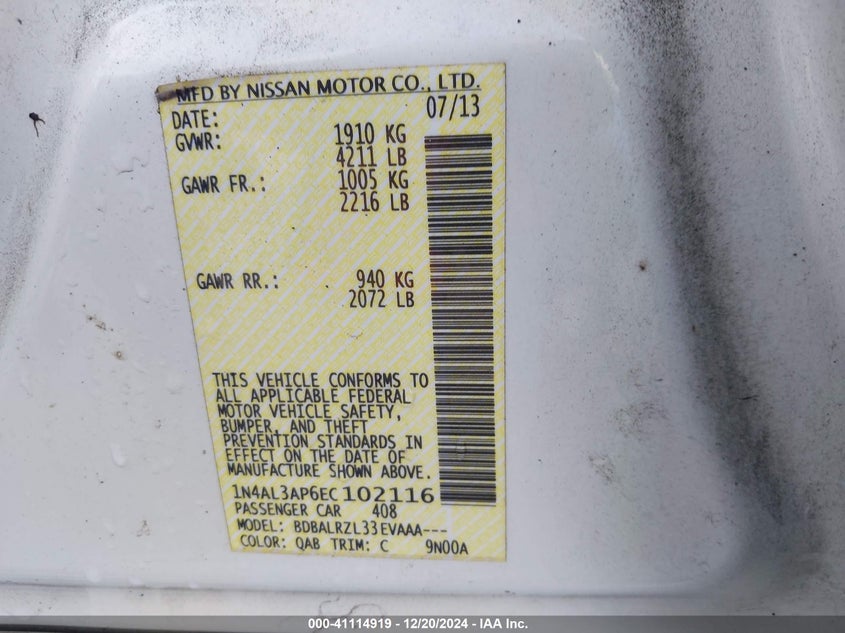 MFD BY NISSAN MOTOR CO., LTD.
DATE: 07/13
GVWR: 1910 KG
4211 LB
GAWR FR.: 1005 KG
2216 LB
GAWR RR.: 940 KG
2072 LB
THIS VEHICLE CONFORMS TO
ALL APPLICABLE FEDERAL
MOTOR VEHICLE SAFETY,
BUMPER, AND THEFT
PREVENTION STANDARDS IN
EFFECT ON THE DATE OF
MANUFACTURE SHOWN ABOVE.
1N4AL3AP6EC102116
PASSENGER CAR 408
MODEL: BDBALRZL33EVAAA---
COLOR: QAB TRIM: C 9N00A
000-41114919 - 12/20/2024 - IAA Inc.